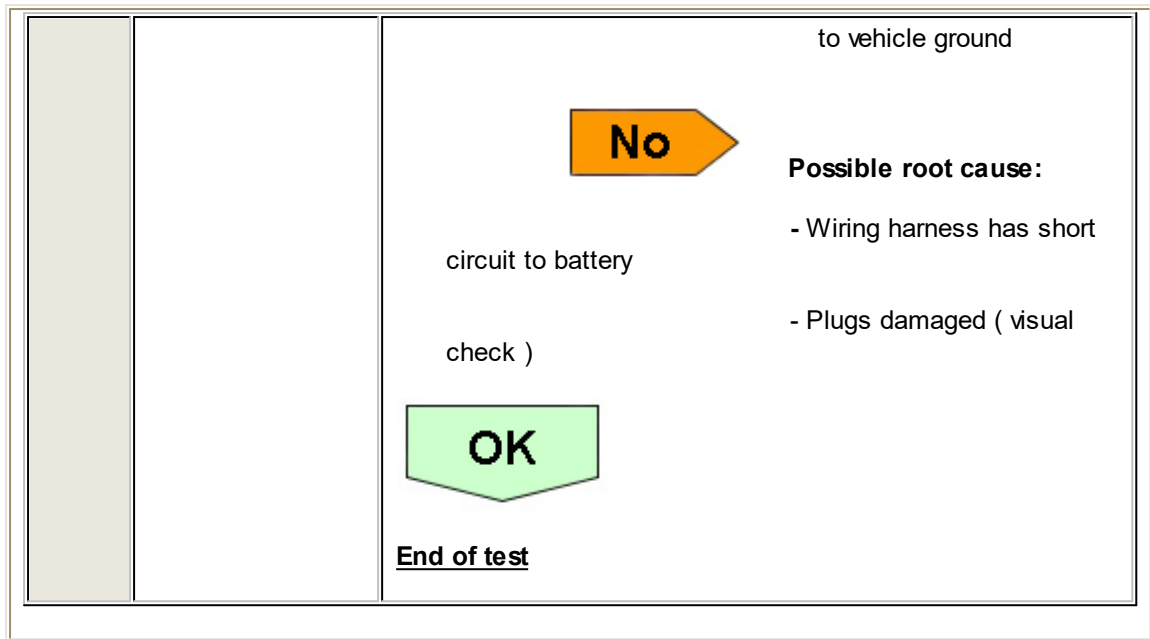 to vehicle ground
No
Possible root cause:
- Wiring harness has short
circuit to battery
- Plugs damaged ( visual
check )
OK
End of test